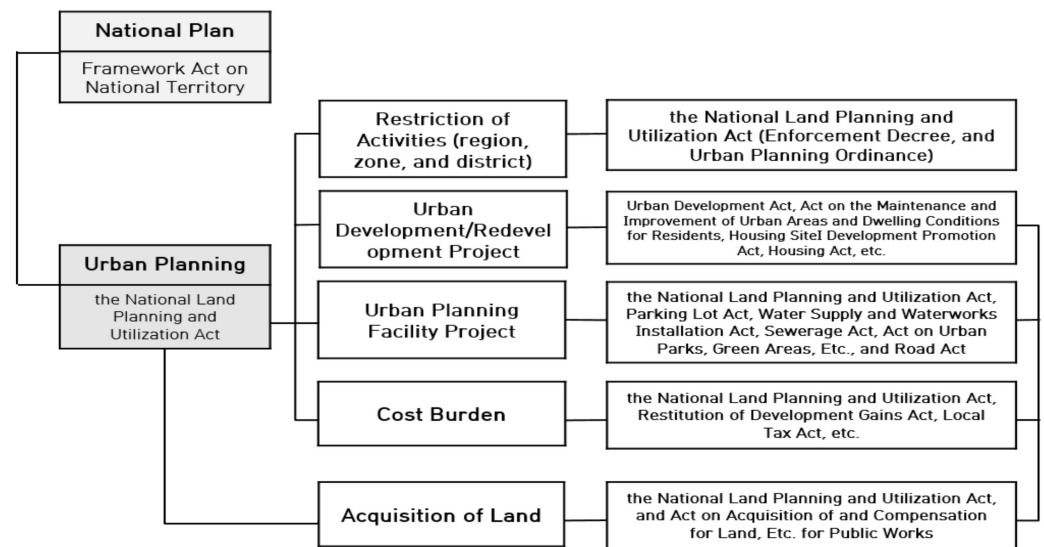 National Plan
Framework Act on
National Territory
Restriction of
Activities (region,
zone, and district)
the National Land Planning and
Utilization Act (Enforcement Decree, and
Urban Planning Ordinance)
Urban
Development/Redevel
opment Project
Urban Development Act, Act on the Maintenance and
Improvement of Urban Areas and Dwelling Conditions
for Residents, Housing SiteI Development Promotion
Act, Housing Act, etc.
Urban Planning
the National Land
Planning and
Utilization Act
Urban Planning
Facility Project
the National Land Planning and Utilization Act,
Parking Lot Act, Water Supply and Waterworks
Installation Act, Sewerage Act, Act on Urban
Parks, Green Areas, Etc., and Road Act
Cost Burden
the National Land Planning and Utilization Act,
Restitution of Development Gains Act, Local
Tax Act, etc.
Acquisition of Land
the National Land Planning and Utilization Act,
and Act on Acquisition of and Compensation
for Land, Etc. for Public Works